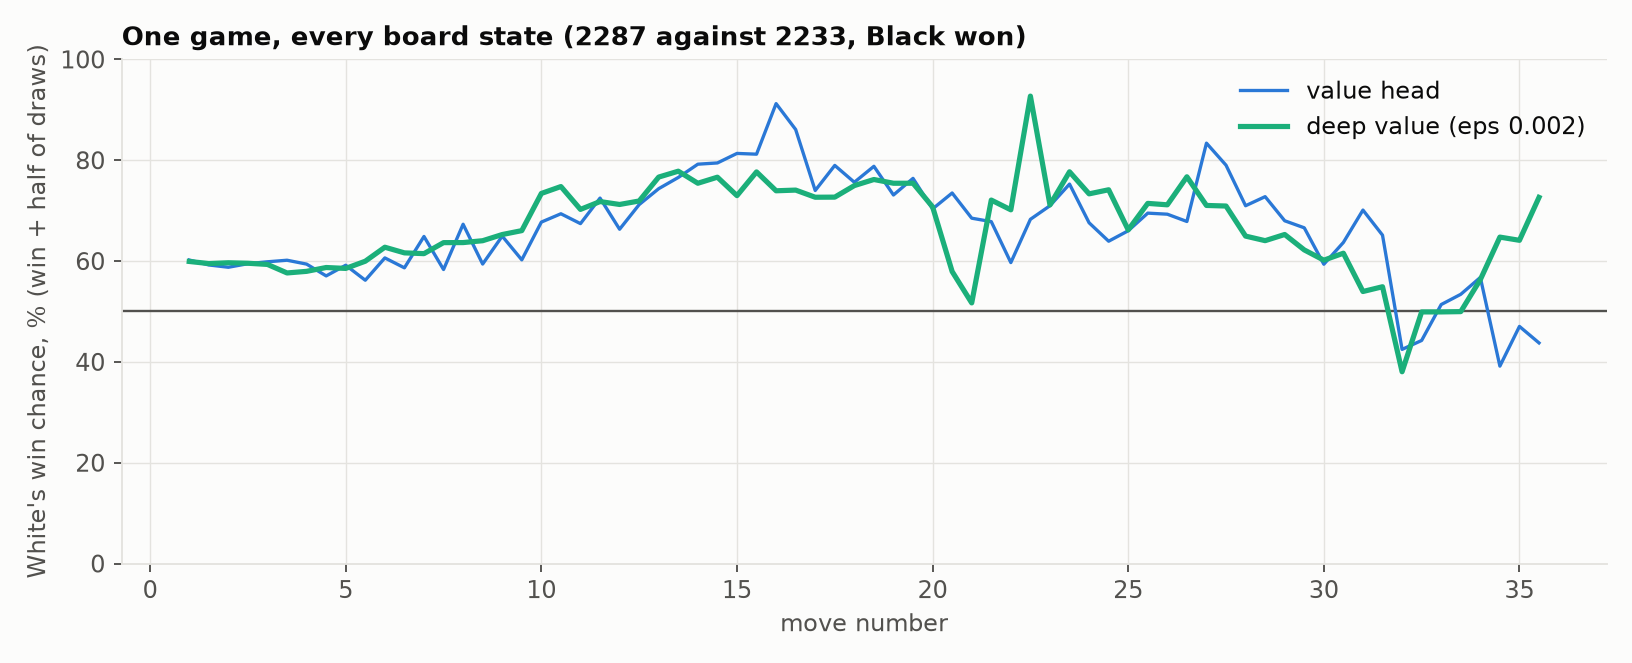 One game, every board state (2287 against 2233, Black won)
White's win chance, % (win + half of draws)
100
80
60
40
20
0
value head
deep value (eps 0.002)
0 5 10 15 20 25 30 35
move number